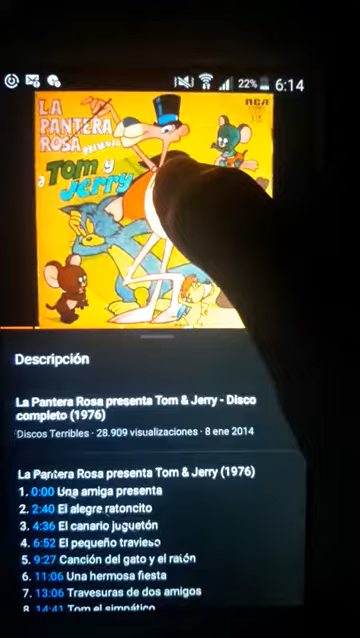 22% 6:14
LA
PANTERA
ROSA PRESENTA
RCA
a Tom y
Jerry
Descripción
La Pantera Rosa presenta Tom & Jerry - Disco
completo (1976)
Discos Terribles · 28.909 visualizaciones · 8 ene 2014
La Pantera Rosa presenta Tom & Jerry (1976)
1. 0:00 Una amiga presenta
2. 2:40 El alegre ratoncito
3. 4:36 El canario juguetón
4. 6:52 El pequeño travieso
5. 9:27 Canción del gato y el ratón
6. 11:06 Una hermosa fiesta
7. 13:06 Travesuras de dos amigos
8. 14:41 Tom el simpático